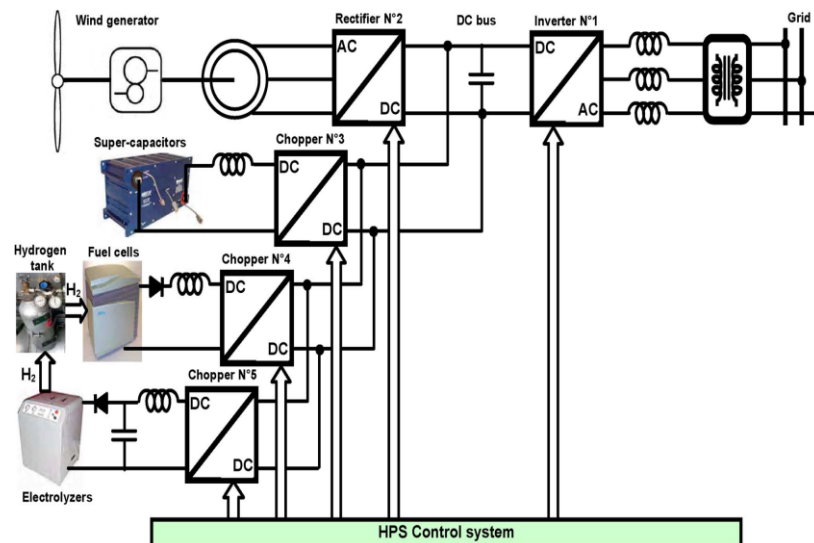 Wind generator
Rectifier N°2
DC bus
Inverter N°1
Grid
AC
DC
DC
AC
Super-capacitors
Chopper N°3
DC
DC
Hydrogen
tank
Fuel cells
H2
Chopper N°4
DC
DC
H2
Chopper N°5
DC
DC
Electrolyzers
HPS Control system